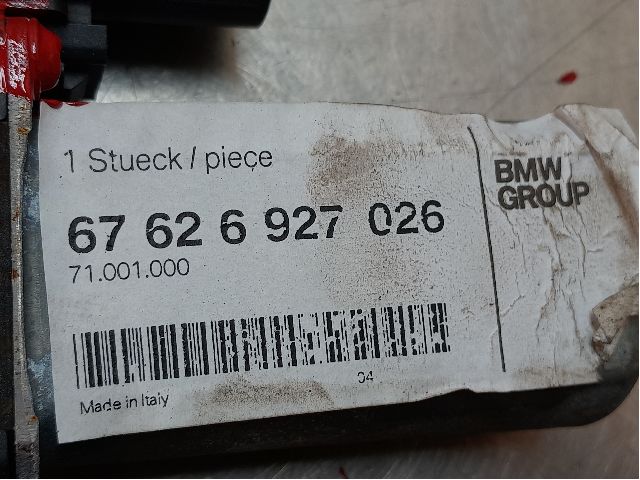 1 Stueck / piece
BMW
GROUP
67 62 6 927 026
71.001.000
04
Made in Italy